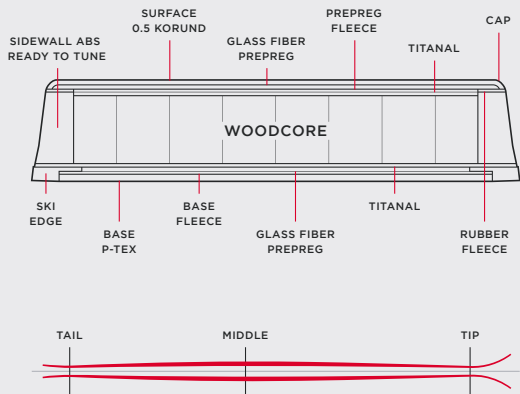 SURFACE
0.5 KORUND
PREPREG
FLEECE
CAP
SIDEWALL ABS
READY TO TUNE
GLASS FIBER
PREPREG
TITANAL
WOODCORE
SKI
EDGE
BASE
P-TEX
BASE
FLEECE
GLASS FIBER
PREPREG
TITANAL
RUBBER
FLEECE
TAIL
MIDDLE
TIP